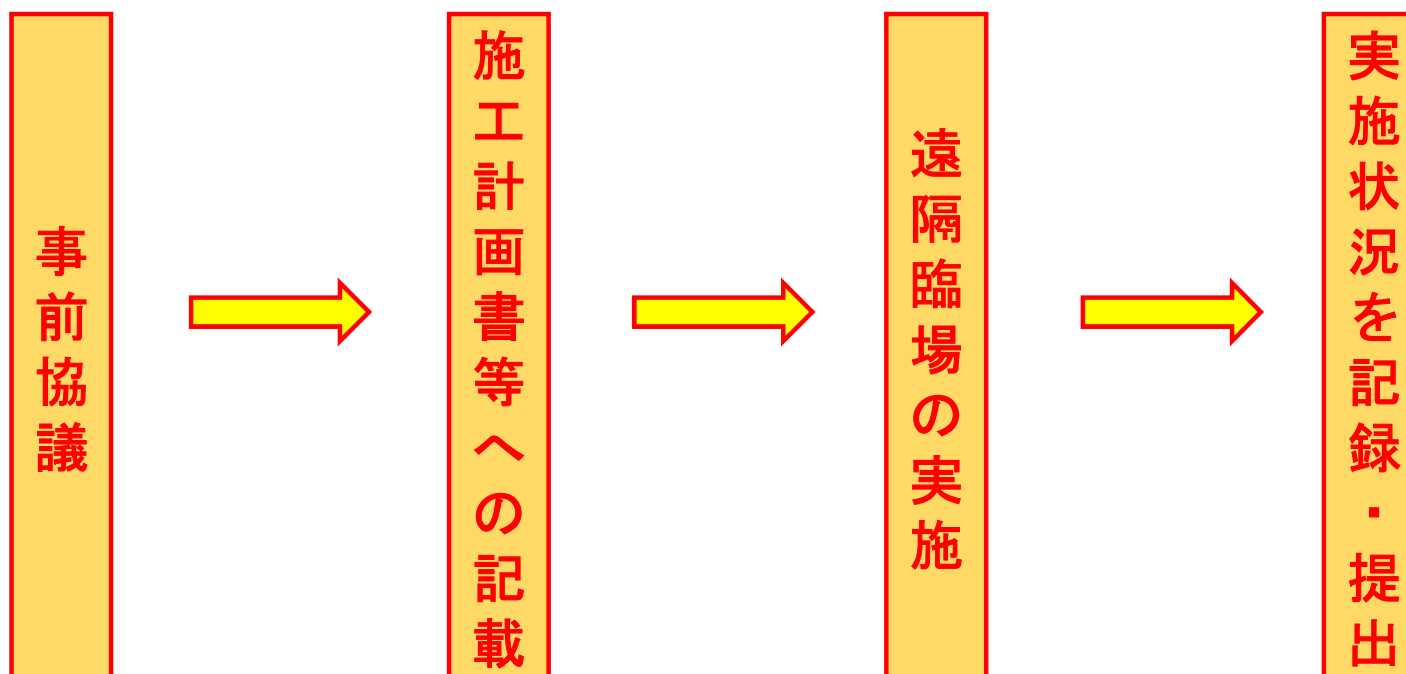 事前協議
施工計画書等への記載
遠隔臨場の実施
実施状況を記録・提出